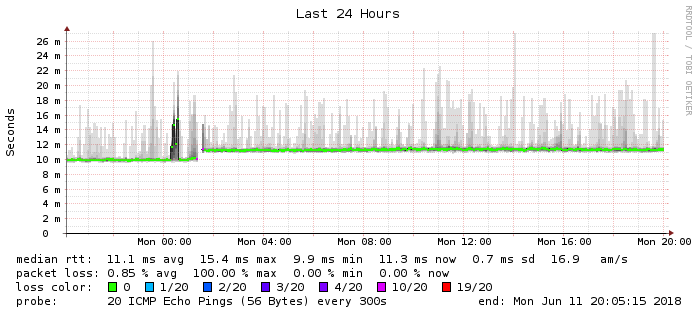 Last 24 Hours
RRDTOOL / TOBI OETIKER
Seconds
26 m
24 m
22 m
20 m
18 m
16 m
14 m
12 m
10 m
8 m
6 m
4 m
2 m
0
Mon 00:00 Mon 04:00 Mon 08:00 Mon 12:00 Mon 16:00 Mon 20:00
median rtt: 11.1 ms avg 15.4 ms max 9.9 ms min 11.3 ms now 0.7 ms sd 16.9 am/s
packet loss: 0.85 % avg 100.00 % max 0.00 % min 0.00 % now
loss color: 0 1/20 2/20 3/20 4/20 10/20 19/20
probe: 20 ICMP Echo Pings (56 Bytes) every 300s end: Mon Jun 11 20:05:15 2018